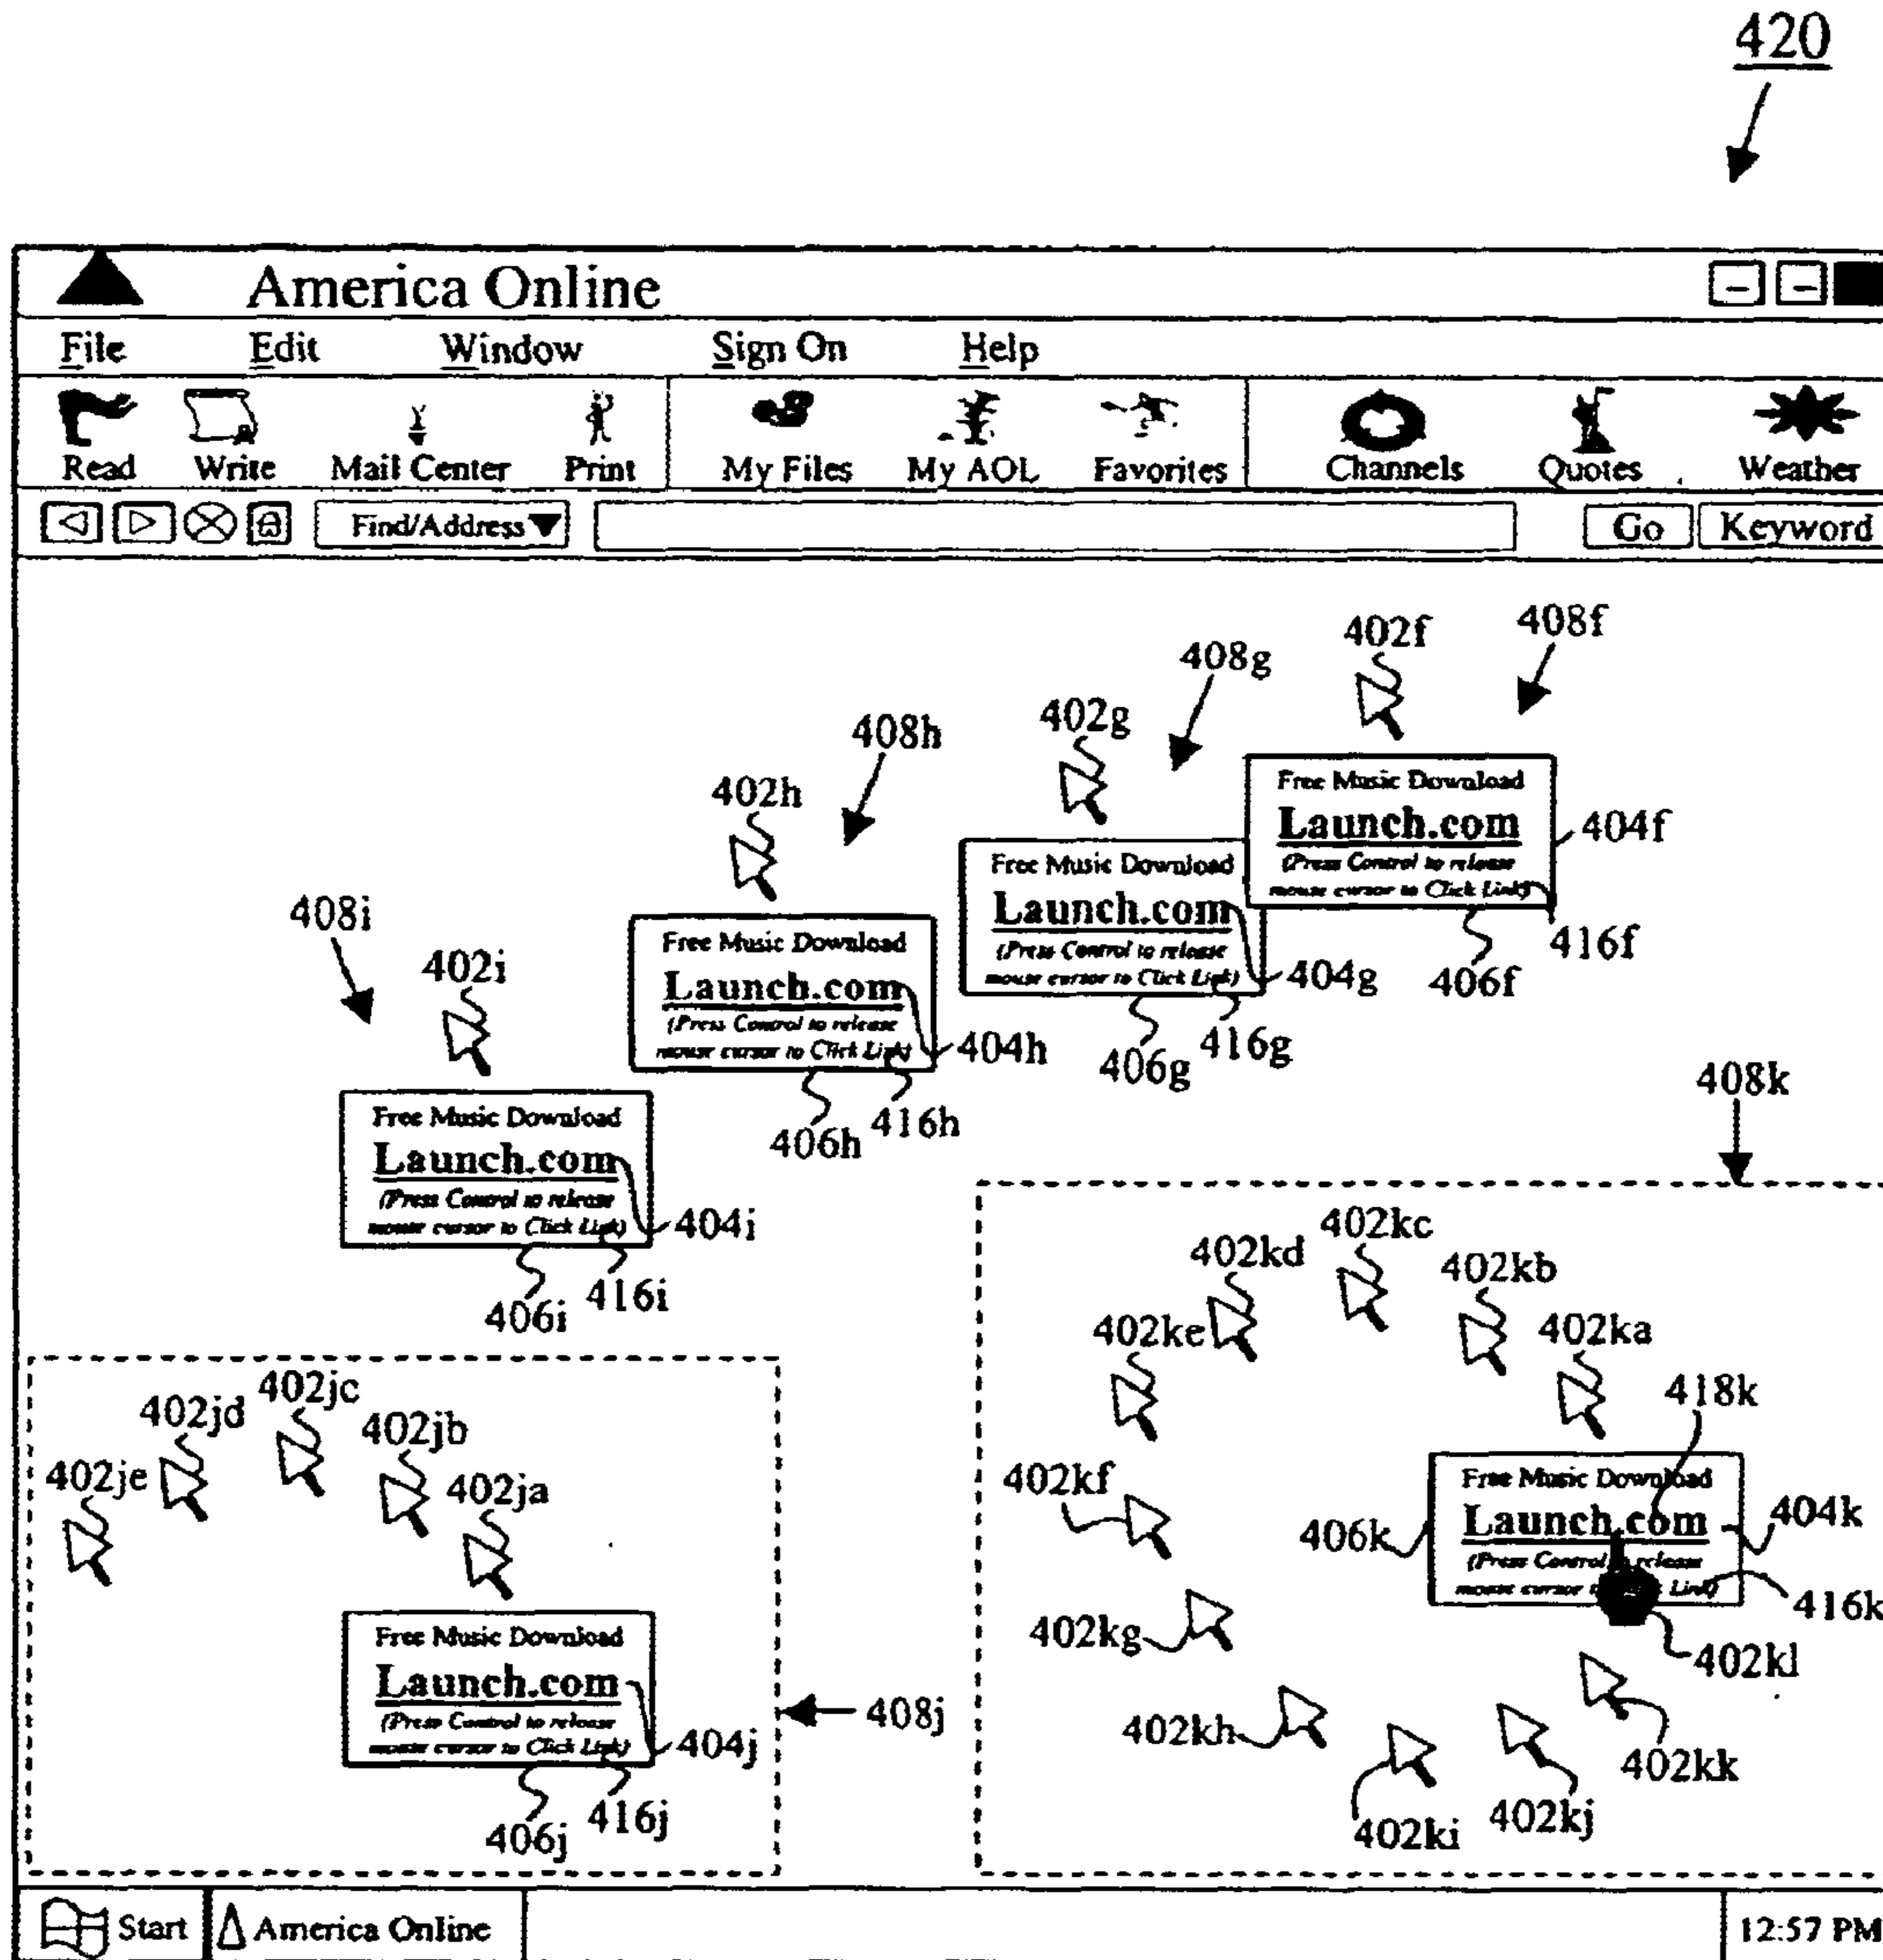 420
America Online
File Edit Window Sign On Help
Read Write Mail Center Print My Files My AOL Favorites Channels Quotes Weather
Find/Address Go Keyword
402f 408f
408g
402g
408h
402h
Free Music Download
Launch.com
(Press Control to release
mouse cursor to Click Link)
404f
416f
406f
Free Music Download
Launch.com
(Press Control to release
mouse cursor to Click Link)
404g
416g
406g
408i
402i
Free Music Download
Launch.com
(Press Control to release
mouse cursor to Click Link)
404h
416h
406h
Free Music Download
Launch.com
(Press Control to release
mouse cursor to Click Link)
404i
416i
406i
408k
402kc
402kd
402kb
402ke
402ka
418k
402kf
Free Music Download
Launch.com
(Press Control release
mouse cursor Link)
406k
404k
416k
402kg
402kl
402kh
402kk
402ki
402kj
402jc
402jd
402jb
402je
402ja
Free Music Download
Launch.com
(Press Control to release
mouse cursor to Click Link)
408j
404j
416j
406j
Start America Online 12:57 PM